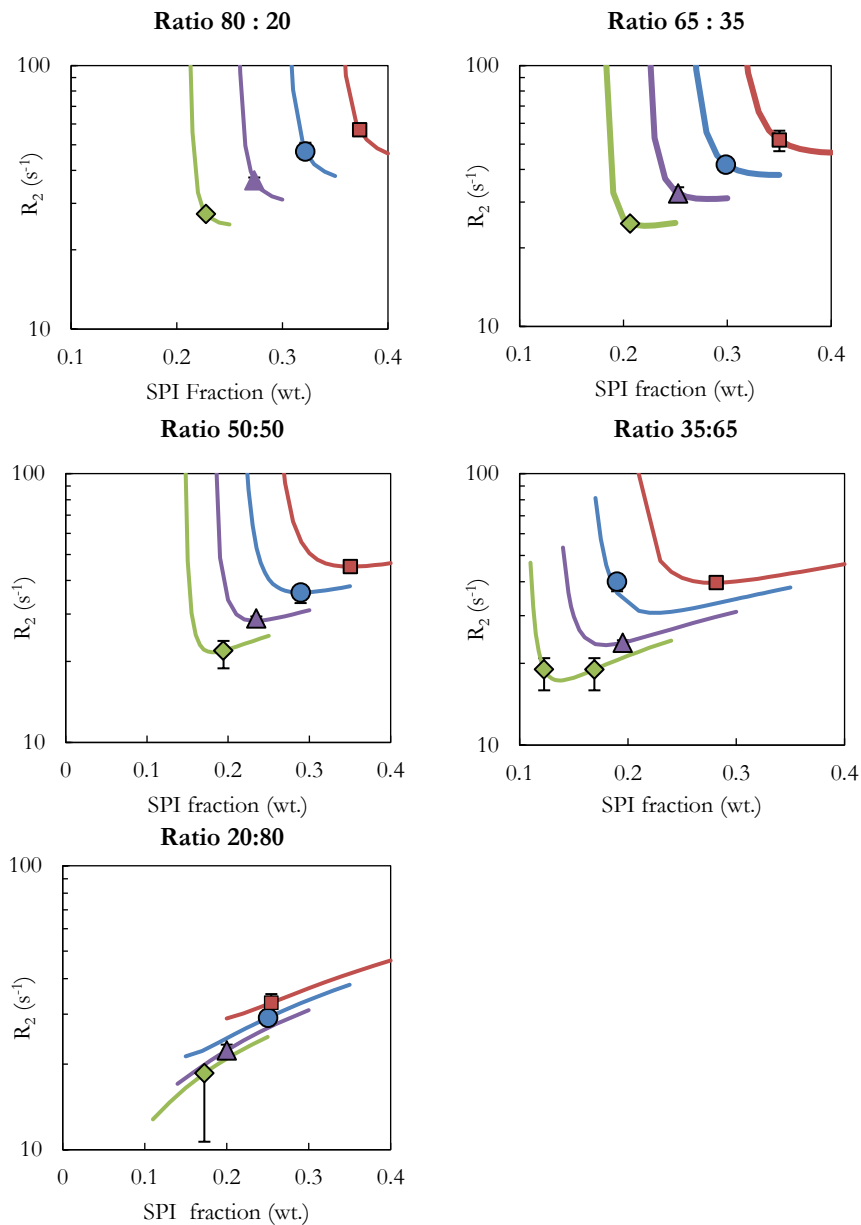 Ratio 80 : 20
100
R2 (s-1)
10
0.1 0.2 0.3 0.4
SPI Fraction (wt.)
Ratio 65 : 35
100
R2 (s-1)
10
0.1 0.2 0.3 0.4
SPI fraction (wt.)
Ratio 50:50
100
R2 (s-1)
10
0 0.1 0.2 0.3 0.4
SPI fraction (wt.)
Ratio 35:65
100
R2 (s-1)
10
0.1 0.2 0.3 0.4
SPI fraction (wt.)
Ratio 20:80
100
R2 (s-1)
10
0 0.1 0.2 0.3 0.4
SPI fraction (wt.)